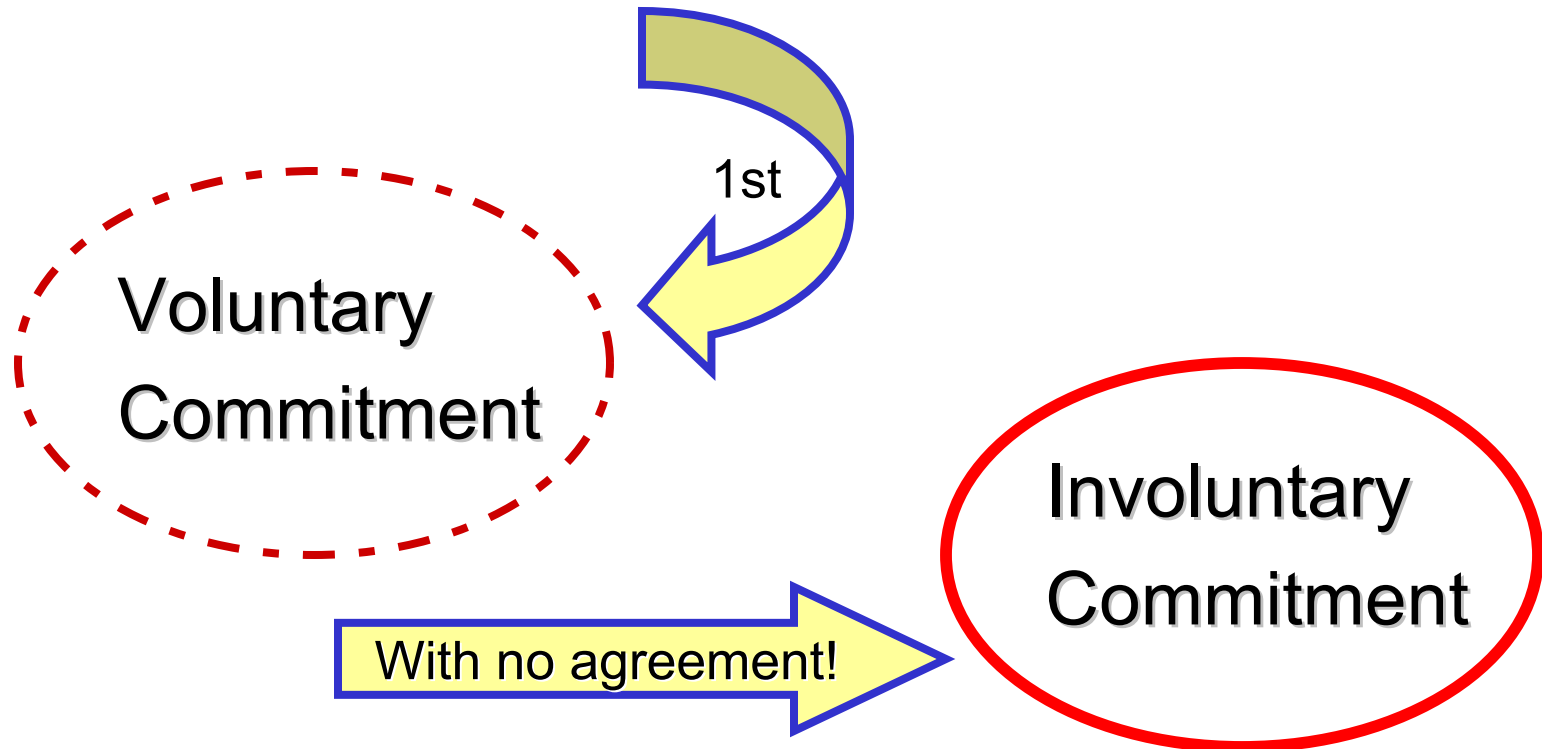 1st
Voluntary
Commitment
Involuntary
Commitment
With no agreement!